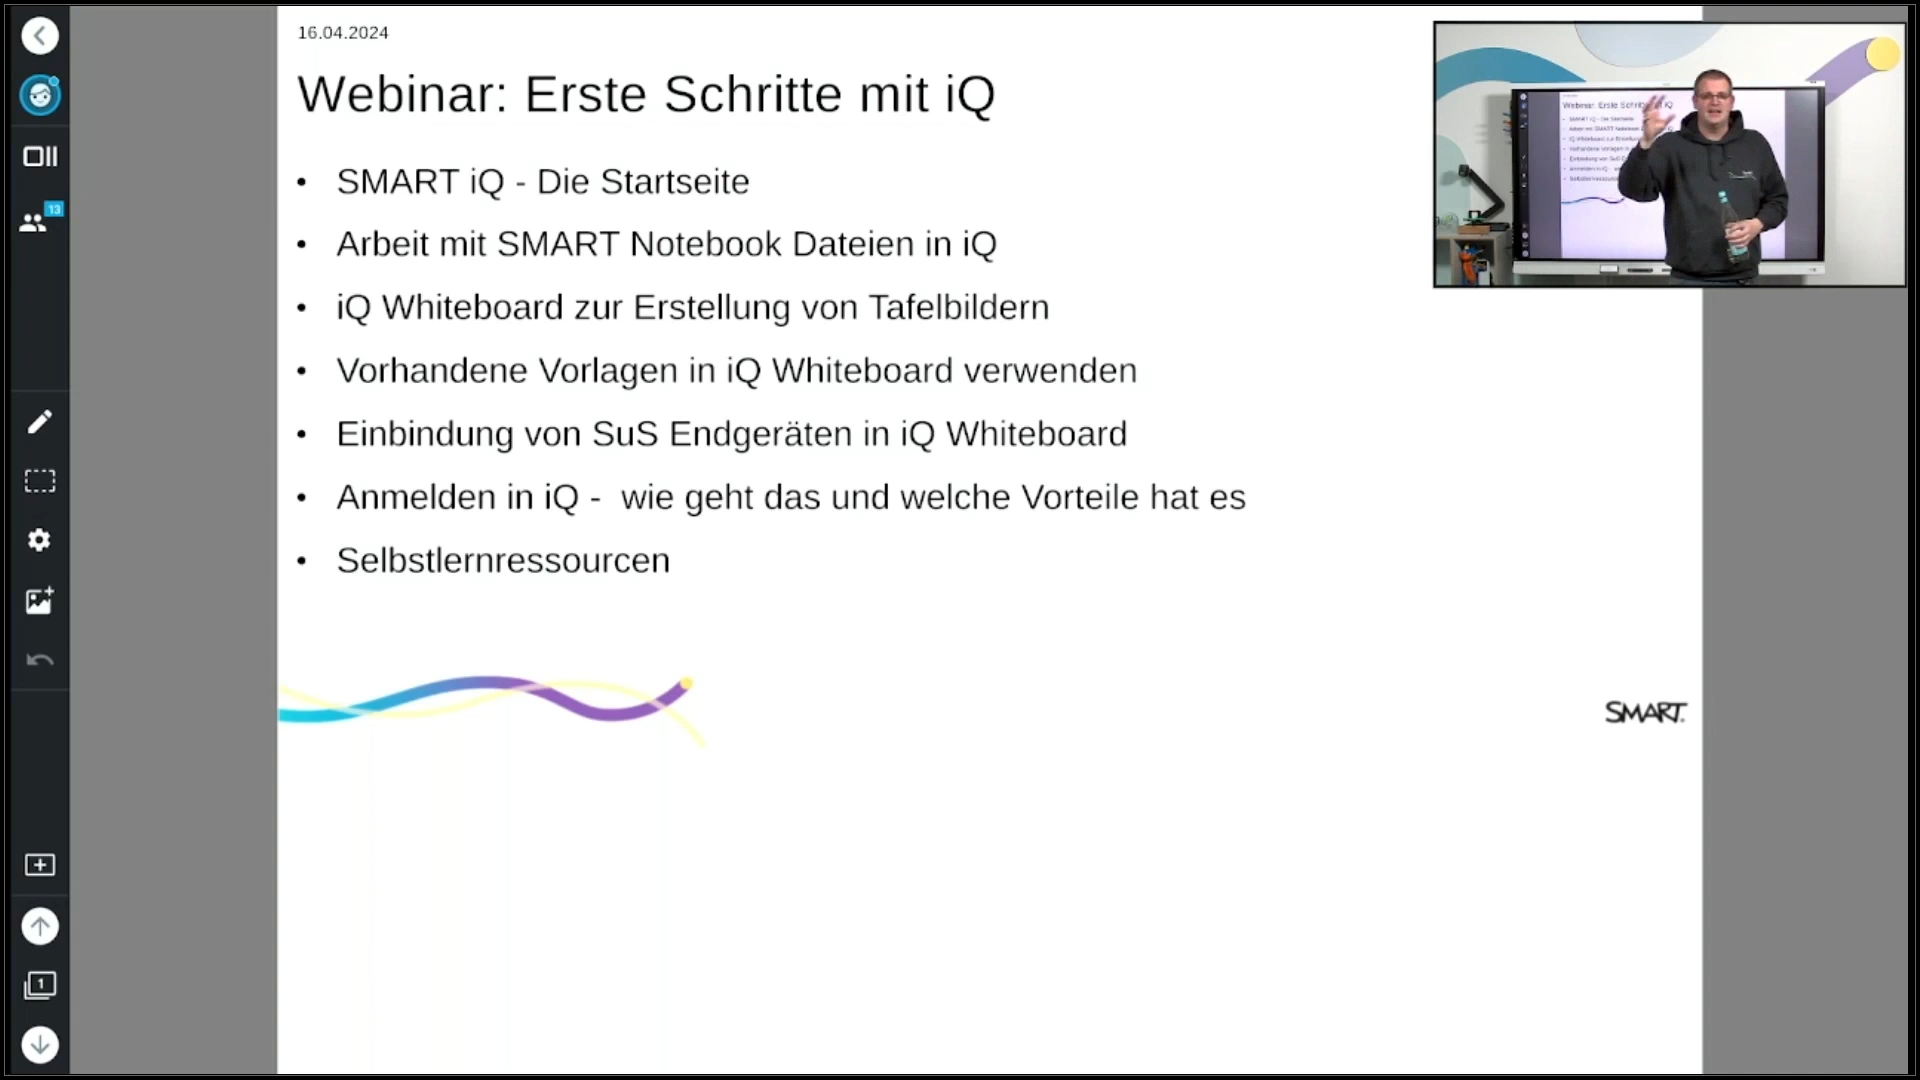 16.04.2024
Webinar: Erste Schritte mit iQ
• SMART iQ - Die Startseite
• Arbeit mit SMART Notebook Dateien in iQ
• iQ Whiteboard zur Erstellung von Tafelbildern
• Vorhandene Vorlagen in iQ Whiteboard verwenden
• Einbindung von SuS Endgeräten in iQ Whiteboard
• Anmelden in iQ -  wie geht das und welche Vorteile hat es
• Selbstlernressourcen
SMART
13
1